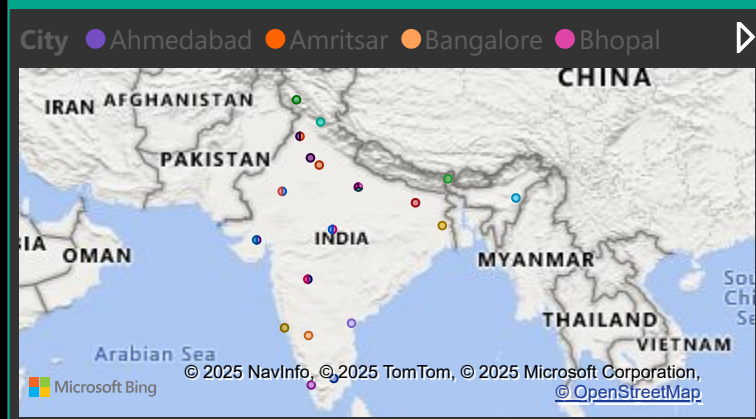 City Ahmedabad Amritsar Bangalore Bhopal
CHINA
IRAN AFGHANISTAN
PAKISTAN
INDIA
OMAN
MYANMAR
THAILAND
VIETNAM
Arabian Sea
© 2025 NavInfo, © 2025 TomTom, © 2025 Microsoft Corporation,
Microsoft Bing
© OpenStreetMap